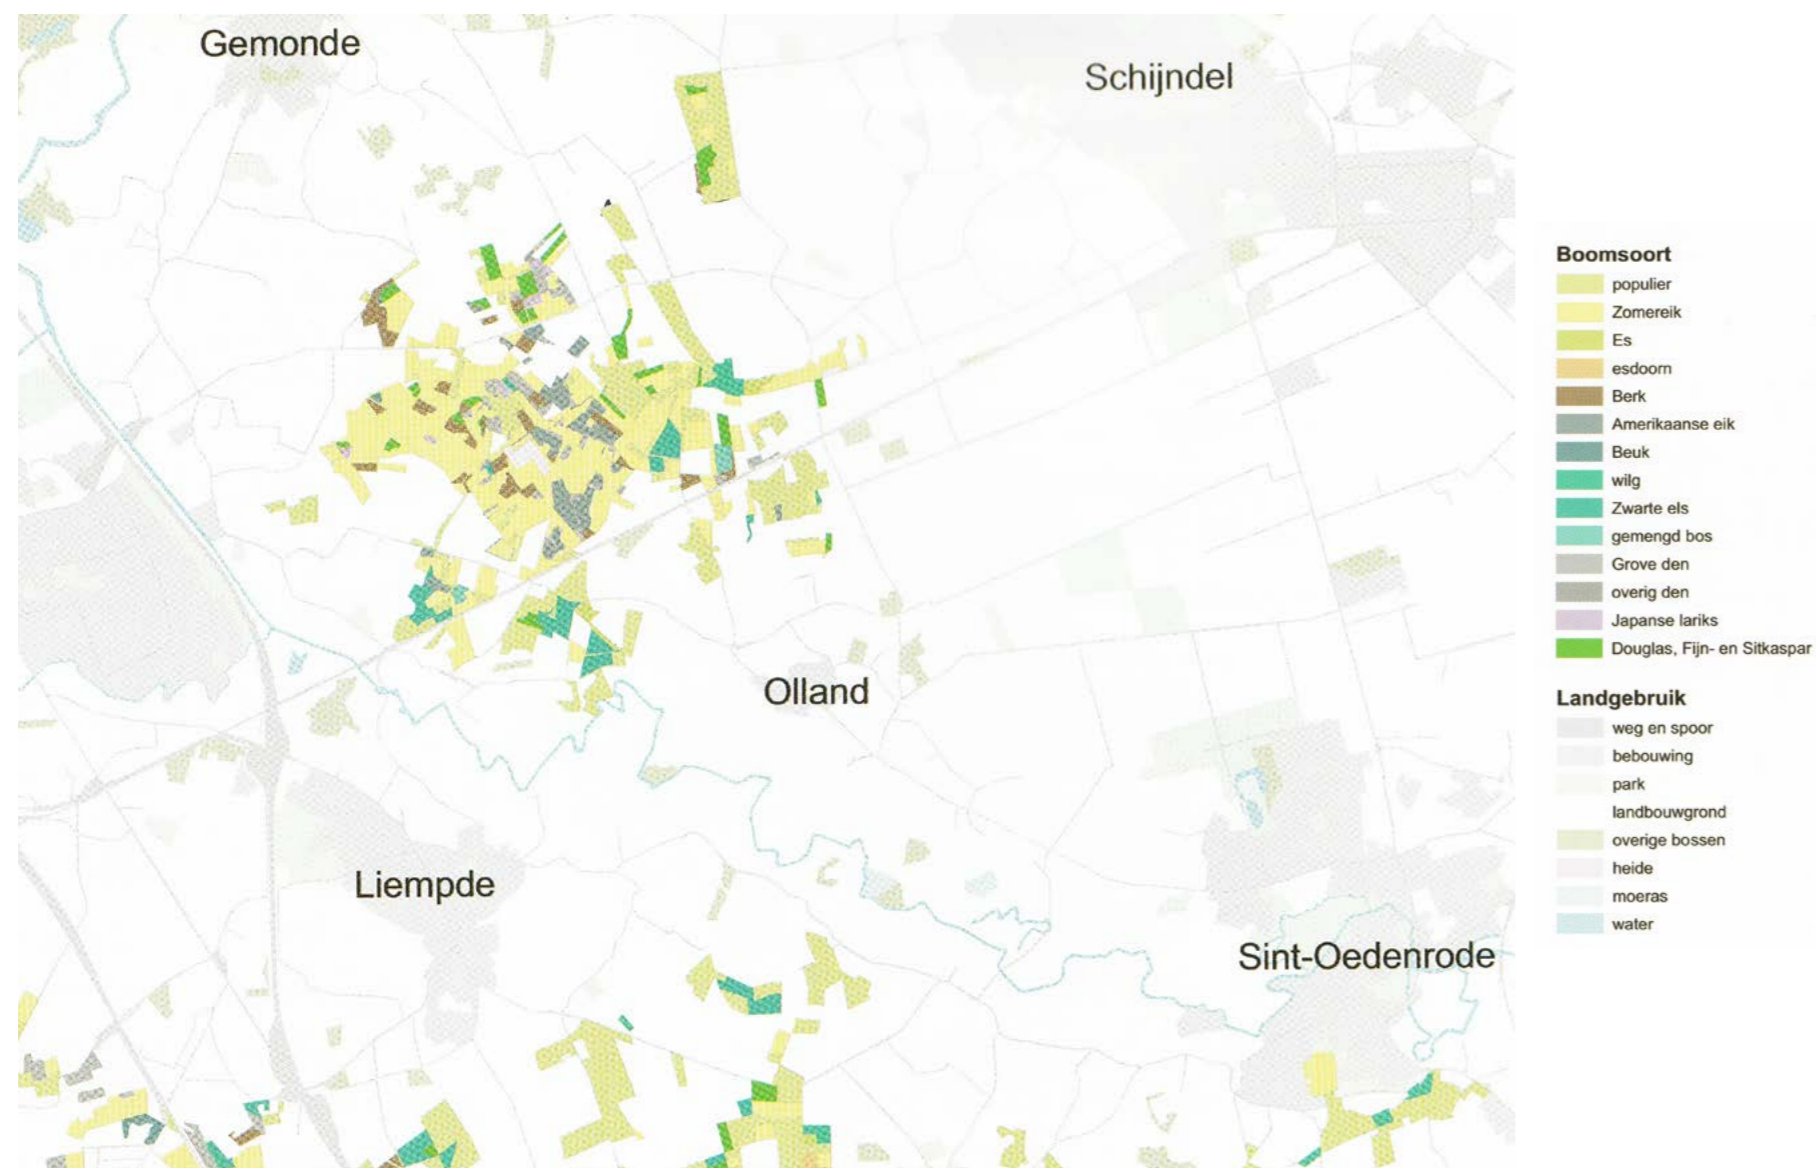 Gemonde
Schijndel
Olland
Liempde
Sint-Oedenrode
Boomsoort
populier
Zomereik
Es
esdoorn
Berk
Amerikaanse eik
Beuk
wilg
Zwarte els
gemengd bos
Grove den
overig den
Japanse lariks
Douglas, Fijn- en Sitkaspar
Landgebruik
weg en spoor
bebouwing
park
landbouwgrond
overige bossen
heide
moeras
water